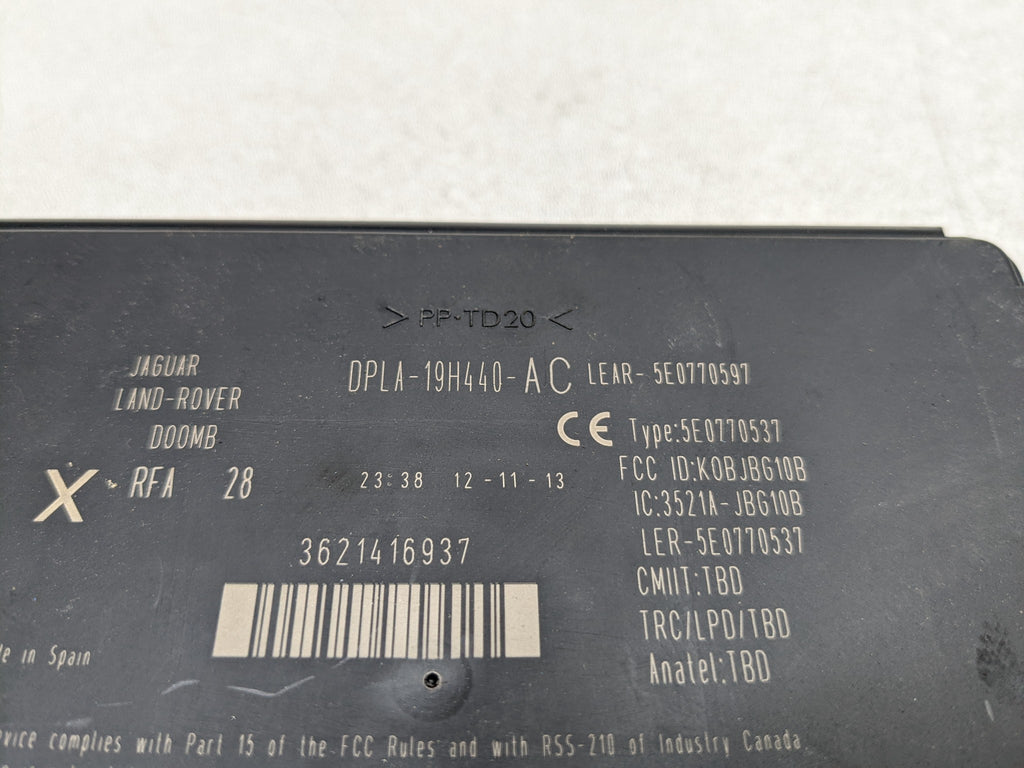 > PP-TD20 <
JAGUAR
LAND-ROVER
DOOMB
X RFA 28
DPLA-19H440-AC LEAR-5E0770597
CE Type:5E0770537
23:38 12-11-13
FCC ID:KOBJBG10B
IC:3521A-JBG10B
LER-5E0770537
3621416937
CMIIT:TBD
TRC/LPD/TBD
Anatel:TBD
in Spain
complies with Part 15 of the FCC Rules and with RSS-210 of Industry Canada